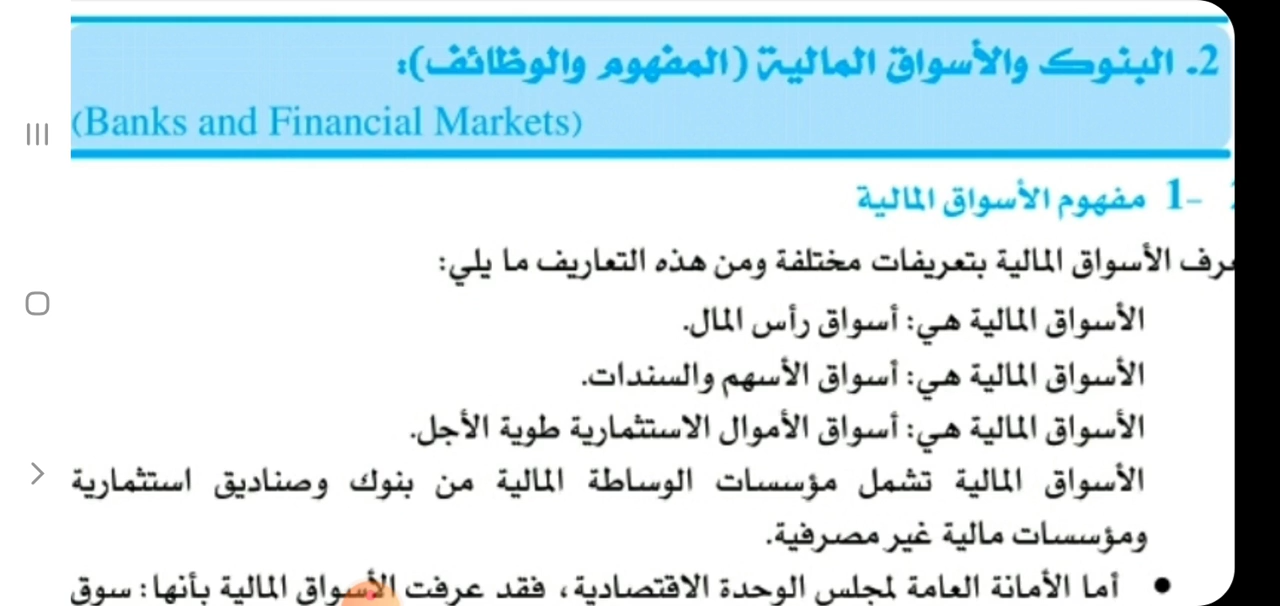 2. البنوك والأسواق المالية (المفهوم والوظائف):
(Banks and Financial Markets)
1- مفهوم الأسواق المالية
الأسواق المالية بتعريفات مختلفة ومن هذه التعاريف ما يلي:
الأسواق المالية هي: أسواق رأس المال.
الأسواق المالية هي: أسواق الأسهم والسندات.
الأسواق المالية هي: أسواق الأموال الاستثمارية طوية الأجل.
الأسواق المالية تشمل مؤسسات الوساطة المالية من بنوك وصناديق استثمارية
ومؤسسات مالية غير مصرفية.
• أما الأمانة العامة لمجلس الوحدة الاقتصادية، فقد عرفت الأسواق المالية بأنها: سوق